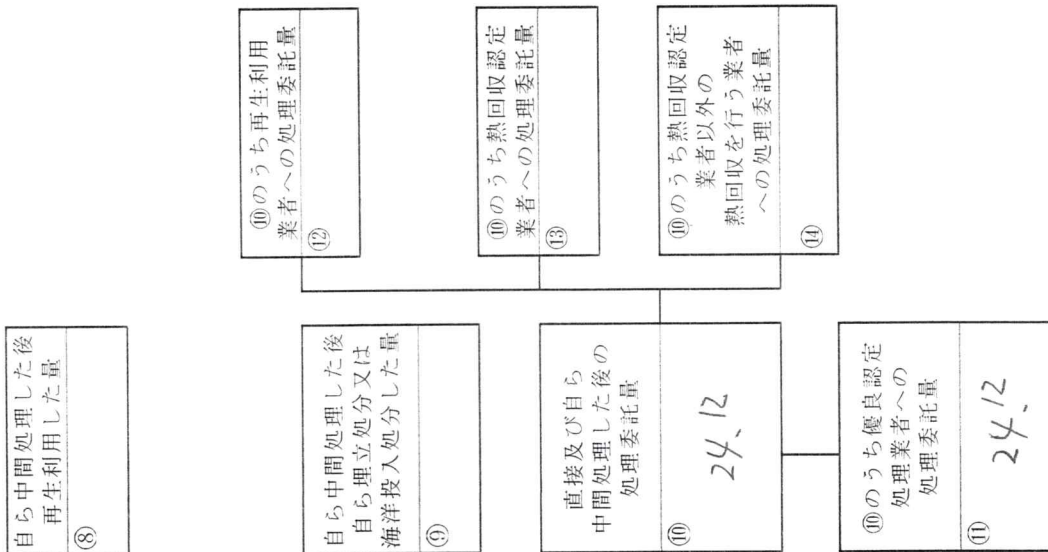 自ら中間処理した後
再生利用した量
⑧
自ら中間処理した後
自ら埋立処分又は
海洋投入処分した量
⑨
直接及び自ら
中間処理した後の
処理委託量
⑩
24.12
⑩のうち優良認定
処理業者への
処理委託量
⑪
24.12
⑩のうち再生利用
業者への処理委託量
⑫
⑩のうち熱回収認定
業者への処理委託量
⑬
⑩のうち熱回収認定
業者以外の
熱回収を行う業者
への処理委託量
⑭